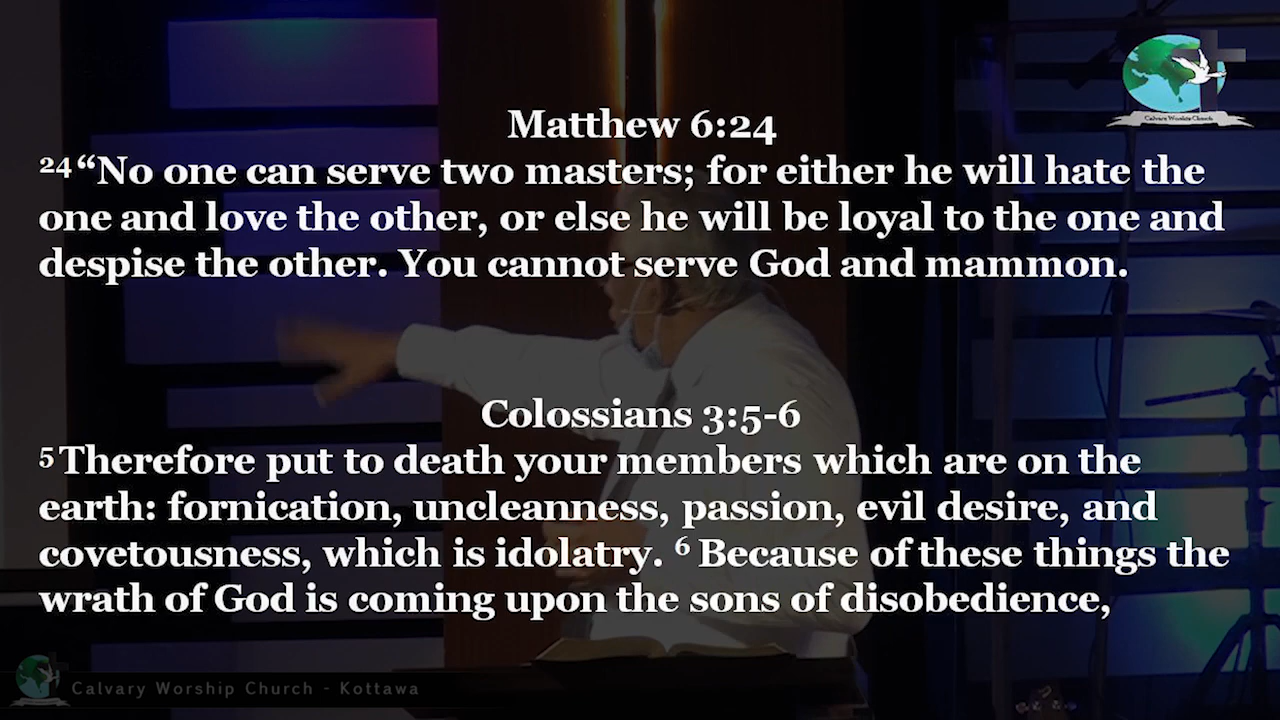 Calvary Worship Church
Matthew 6:24
24 “No one can serve two masters; for either he will hate the
one and love the other, or else he will be loyal to the one and
despise the other. You cannot serve God and mammon.
Colossians 3:5-6
5 Therefore put to death your members which are on the
earth: fornication, uncleanness, passion, evil desire, and
covetousness, which is idolatry. 6 Because of these things the
wrath of God is coming upon the sons of disobedience,
Calvary Worship Church - Kottawa